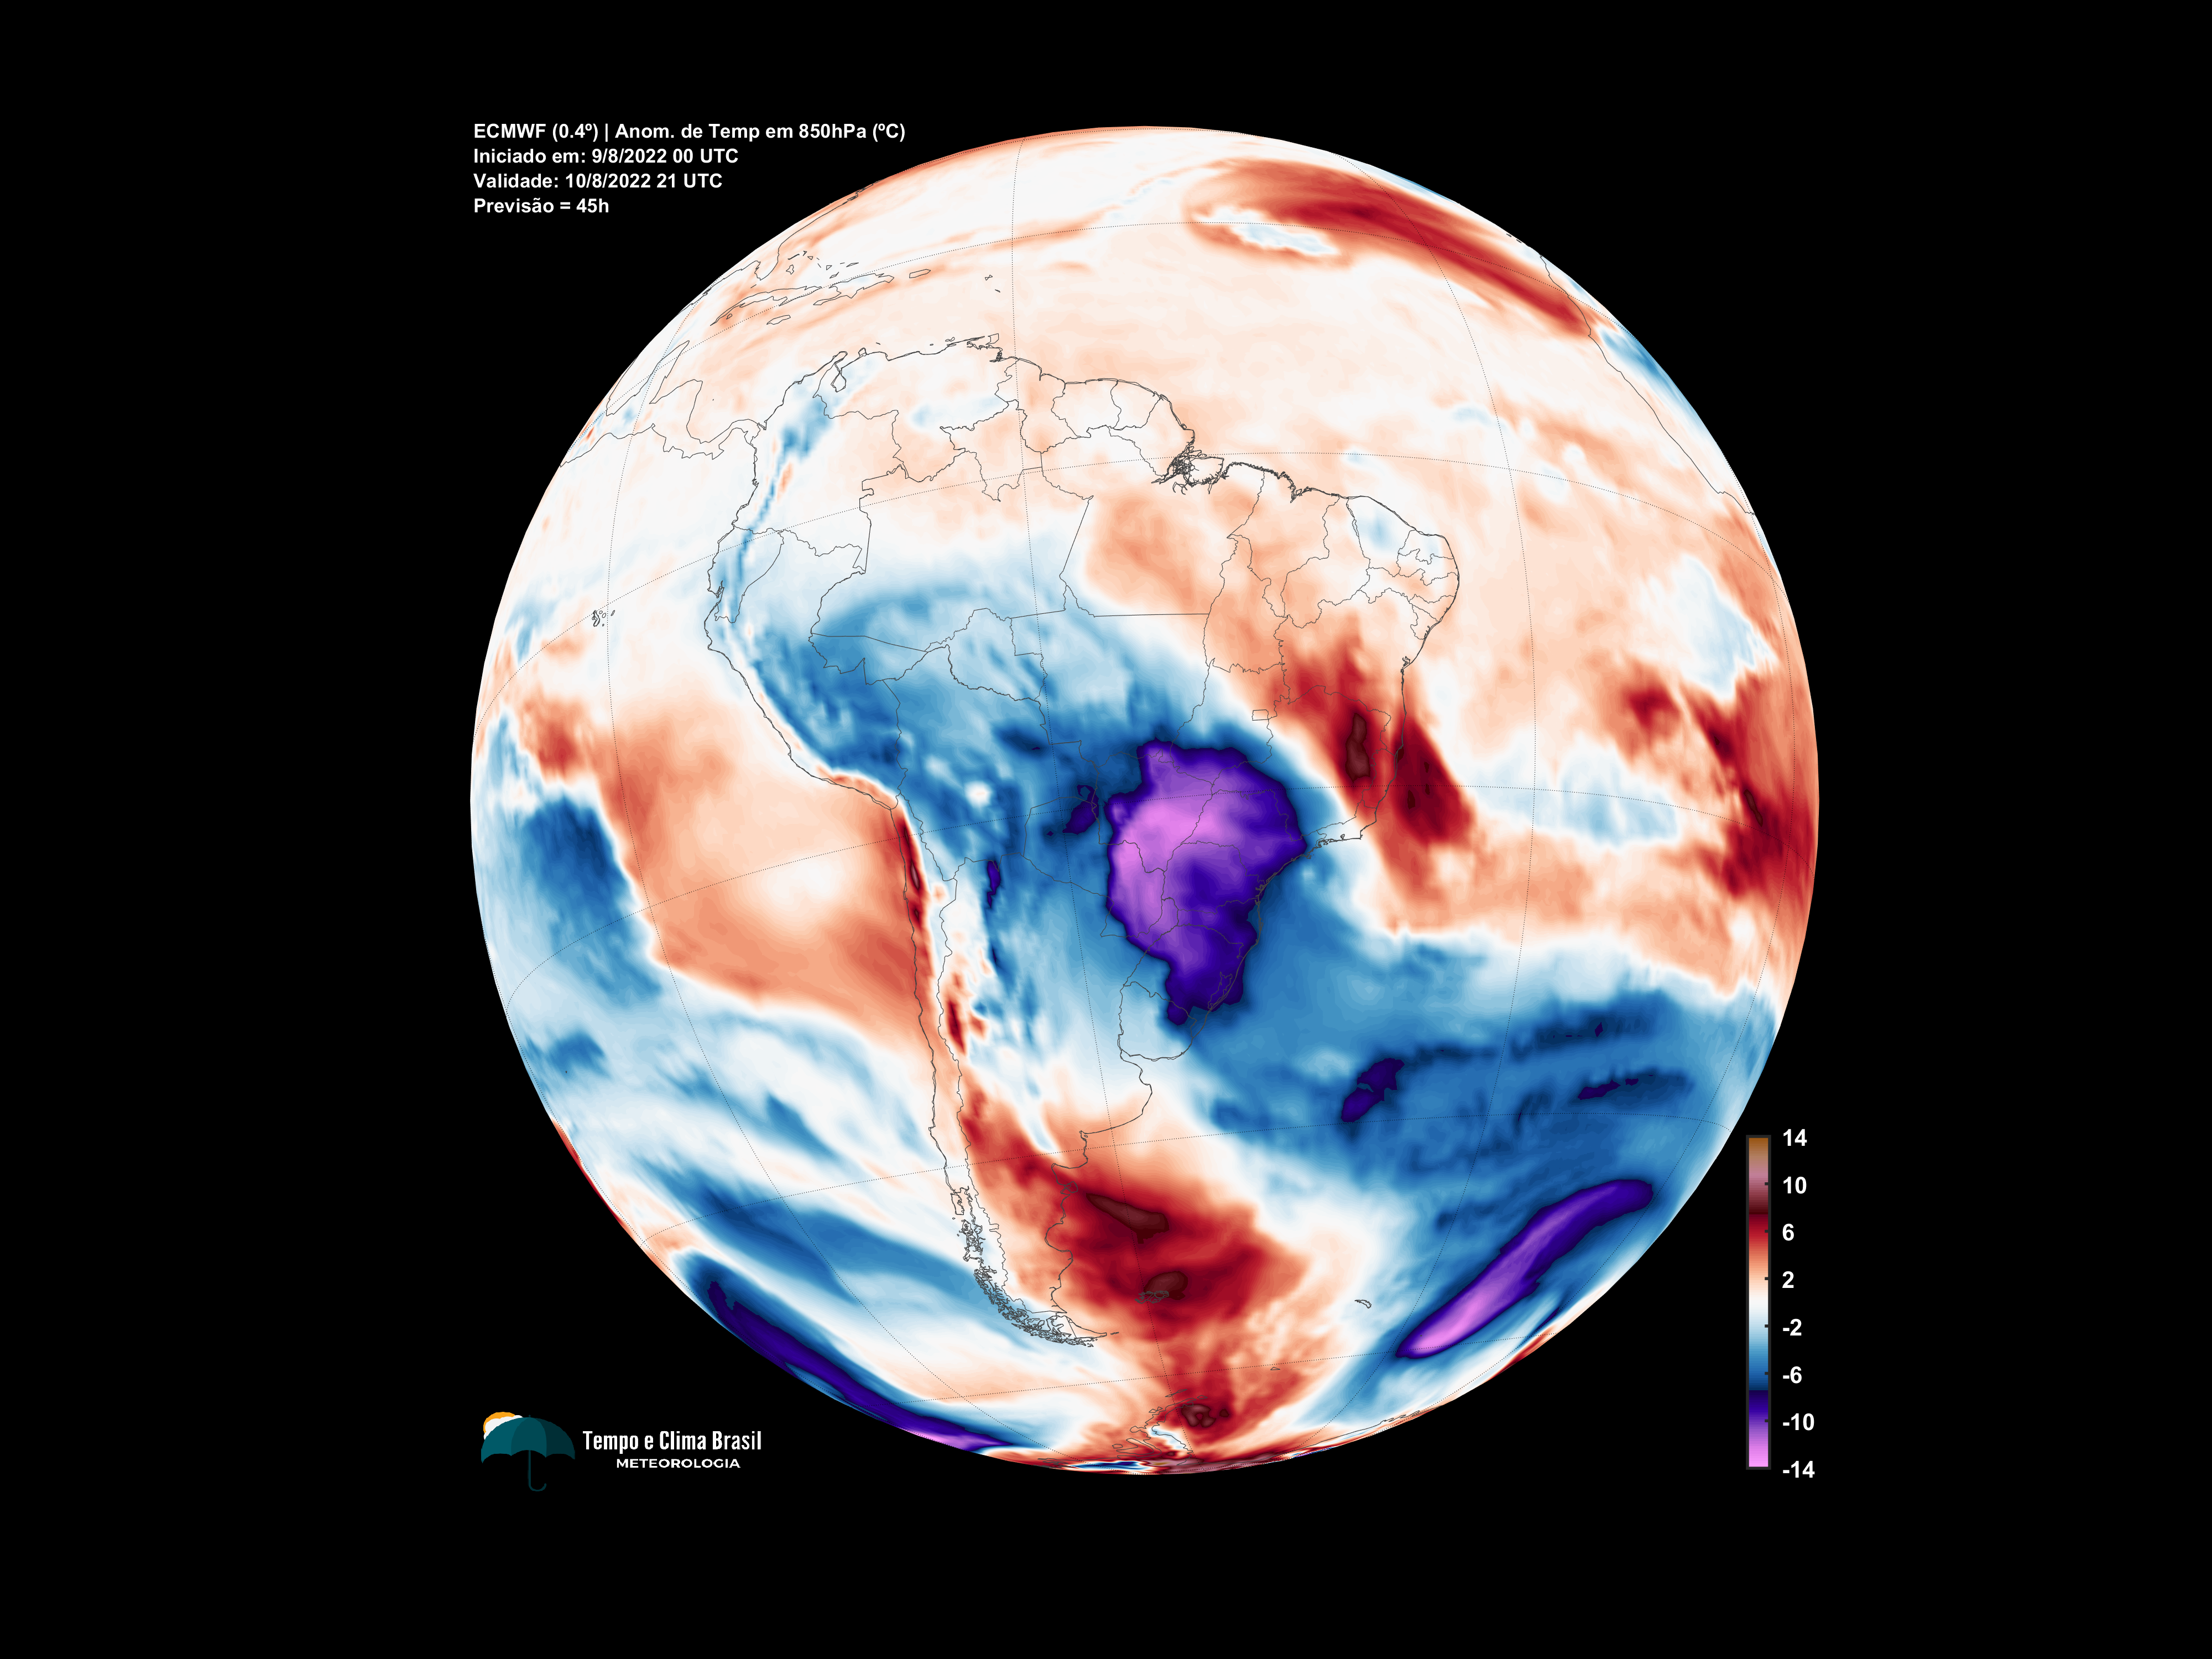 ECMWF (0.4º) | Anom. de Temp em 850hPa (ºC)
Iniciado em: 9/8/2022 00 UTC
Validade: 10/8/2022 21 UTC
Previsão = 45h
14
10
6
2
-2
-6
-10
-14
Tempo e Clima Brasil
METEOROLOGIA